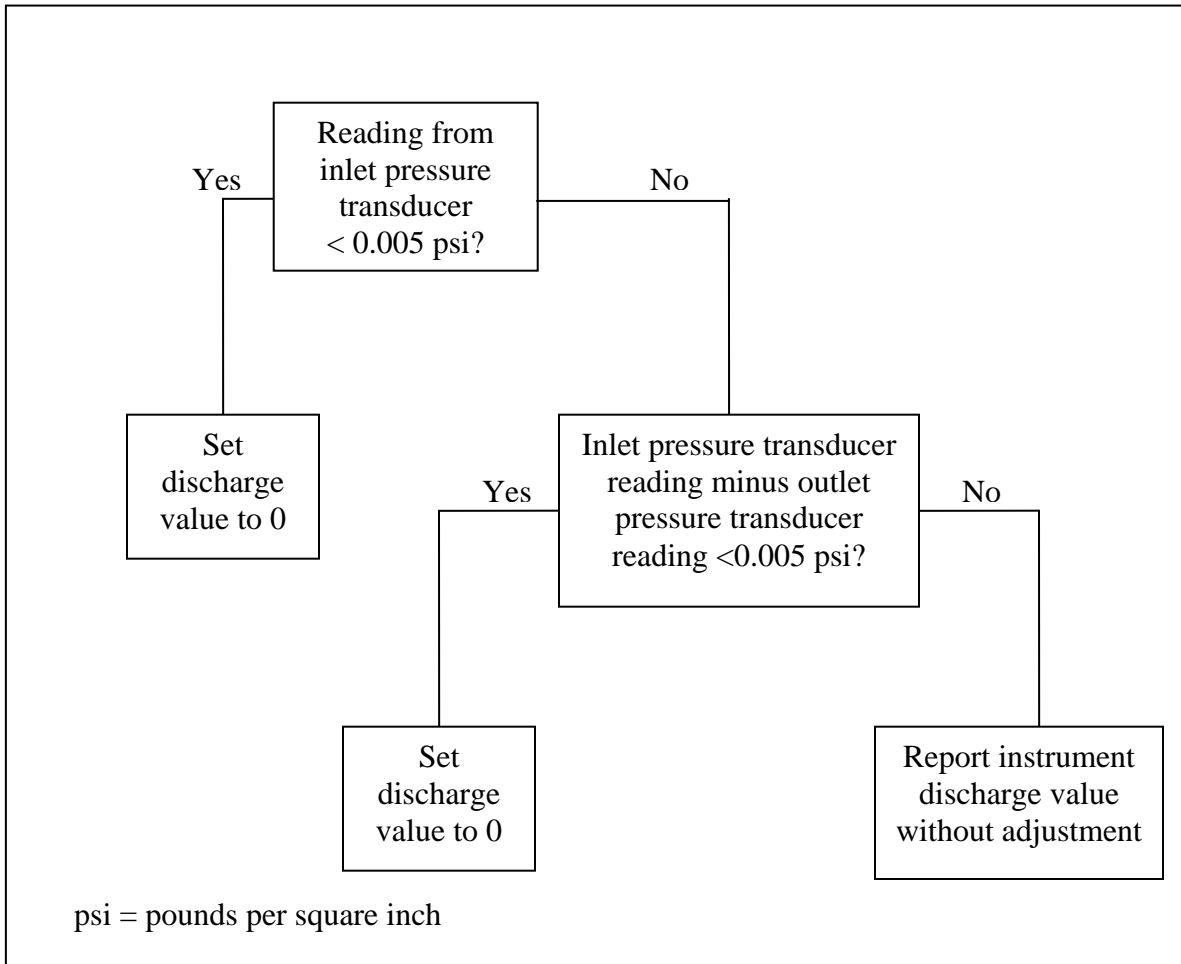 Reading from
inlet pressure
transducer
< 0.005 psi?
Yes
No
Set
discharge
value to 0
Inlet pressure transducer
reading minus outlet
pressure transducer
reading <0.005 psi?
Yes
No
Set
discharge
value to 0
Report instrument
discharge value
without adjustment
psi = pounds per square inch